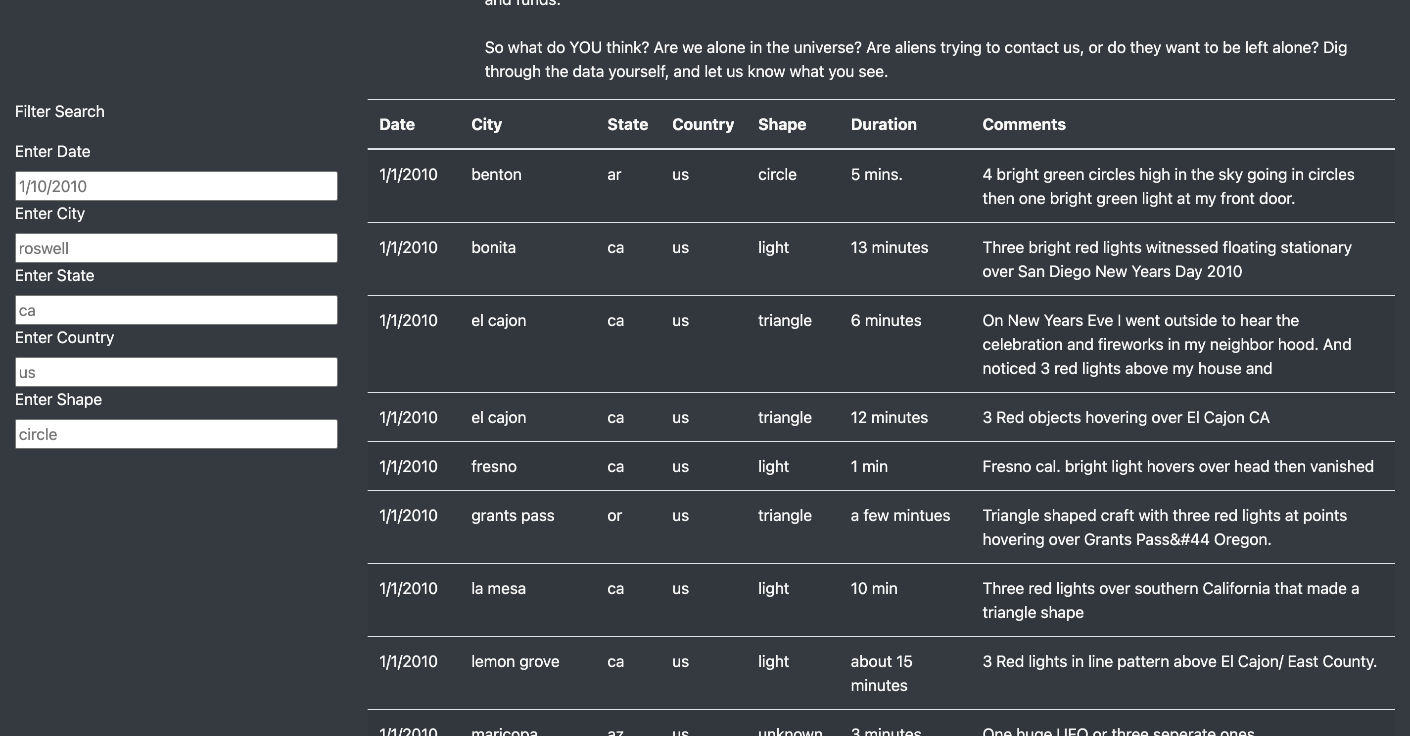 and funds.
So what do YOU think? Are we alone in the universe? Are aliens trying to contact us, or do they want to be left alone? Dig
through the data yourself, and let us know what you see.
Filter Search
Enter Date
1/10/2010
Enter City
roswell
Enter State
ca
Enter Country
us
Enter Shape
circle
Date City State Country Shape Duration Comments
1/1/2010 benton ar us circle 5 mins. 4 bright green circles high in the sky going in circles
then one bright green light at my front door.
1/1/2010 bonita ca us light 13 minutes Three bright red lights witnessed floating stationary
over San Diego New Years Day 2010
1/1/2010 el cajon ca us triangle 6 minutes On New Years Eve I went outside to hear the
celebration and fireworks in my neighbor hood. And
noticed 3 red lights above my house and
1/1/2010 el cajon ca us triangle 12 minutes 3 Red objects hovering over El Cajon CA
1/1/2010 fresno ca us light 1 min Fresno cal. bright light hovers over head then vanished
1/1/2010 grants pass or us triangle a few mintues Triangle shaped craft with three red lights at points
hovering over Grants Pass&#44 Oregon.
1/1/2010 la mesa ca us light 10 min Three red lights over southern California that made a
triangle shape
1/1/2010 lemon grove ca us light about 15 3 Red lights in line pattern above El Cajon/ East County.
minutes
1/1/2010 maricopa az us unknown 3 minutes One huge UFO or three seperate ones